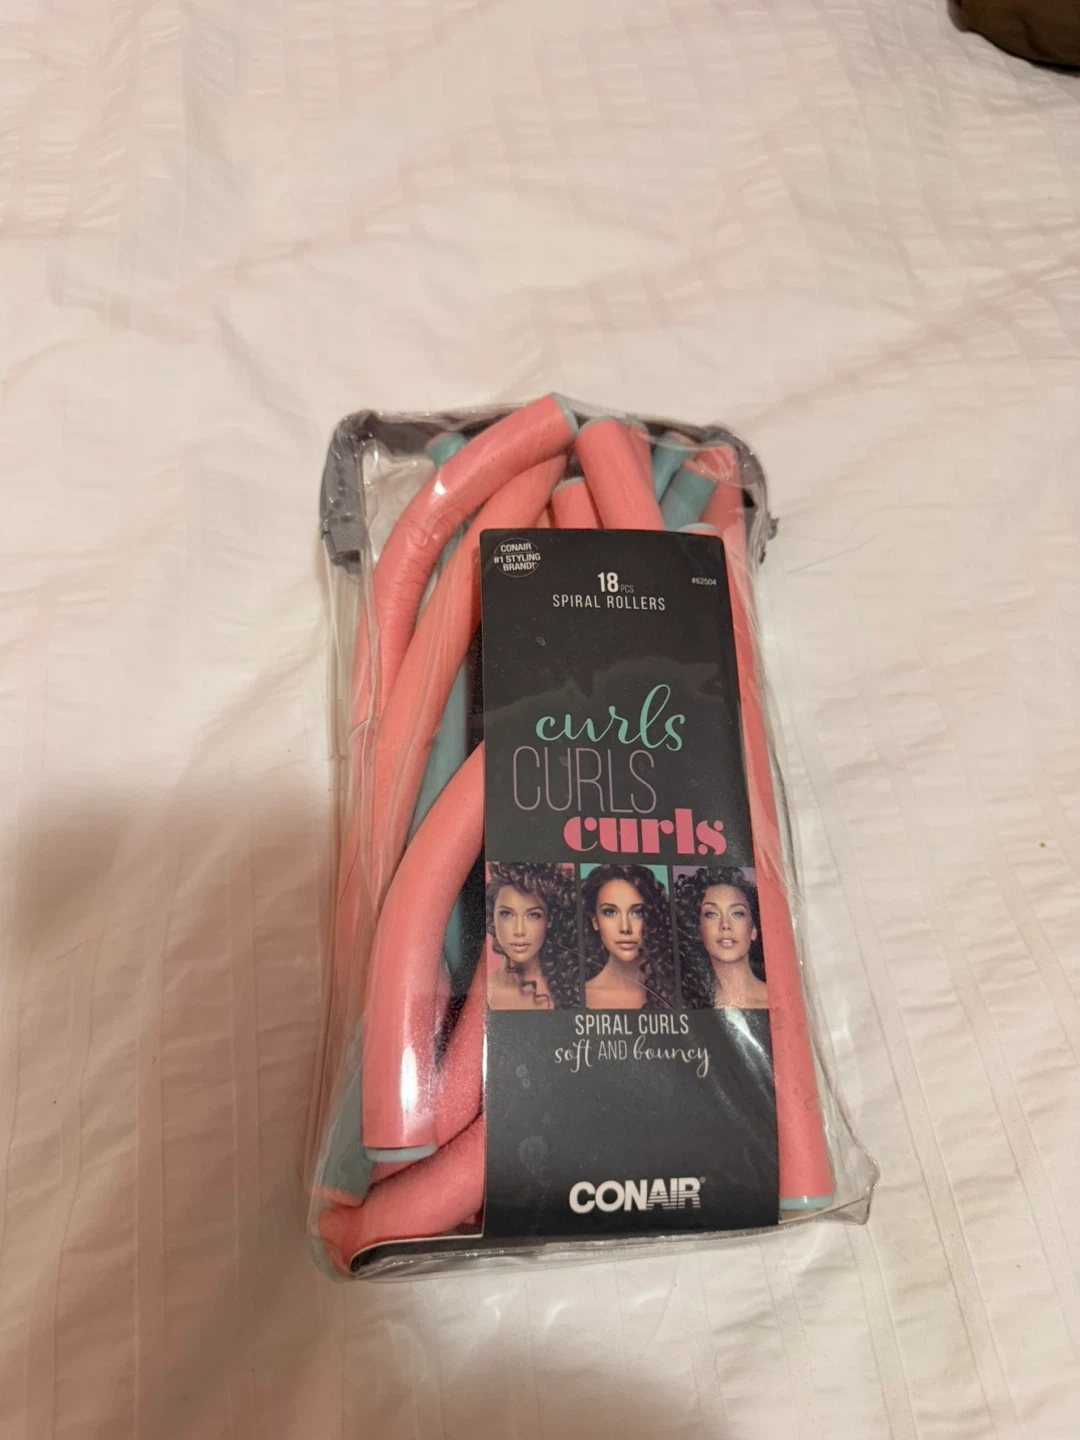 CONAIR
#1 STYLING
BRAND!
18 PCS
SPIRAL ROLLERS
#62504
curls
CURLS
curls
SPIRAL CURLS
soft AND bouncy
CONAIR®